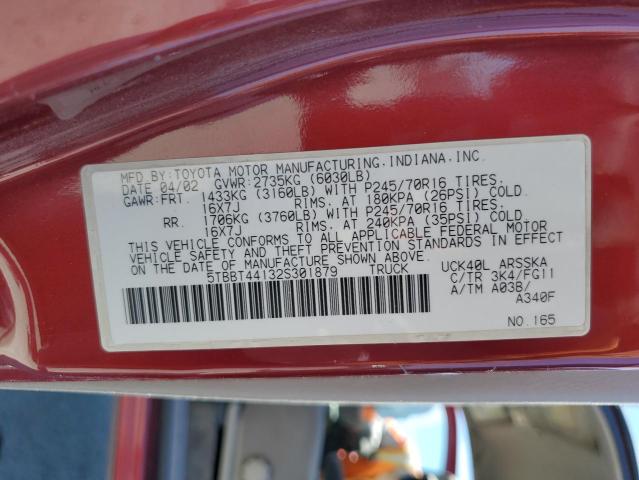 MFD.BY:TOYOTA MOTOR MANUFACTURING,INDIANA,INC.
DATE 04/02 GVWR:2735KG (6030LB)
GAWR:FRT. 1433KG (3160LB) WITH P245/70R16 TIRES,
16X7J RIMS, AT 180KPA (26PSI) COLD.
RR. 1706KG (3760LB) WITH P245/70R16 TIRES,
16X7J RIMS, AT 240KPA (35PSI) COLD.
THIS VEHICLE CONFORMS TO ALL APPLICABLE FEDERAL MOTOR
VEHICLE SAFETY AND THEFT PREVENTION STANDARDS IN EFFECT
ON THE DATE OF MANUFACTURE SHOWN ABOVE.
5TBBT44132S301879 TRUCK UCK40L ARSSKA
C/TR 3K4/FG11
A/TM A03B/
A340F
NO.165